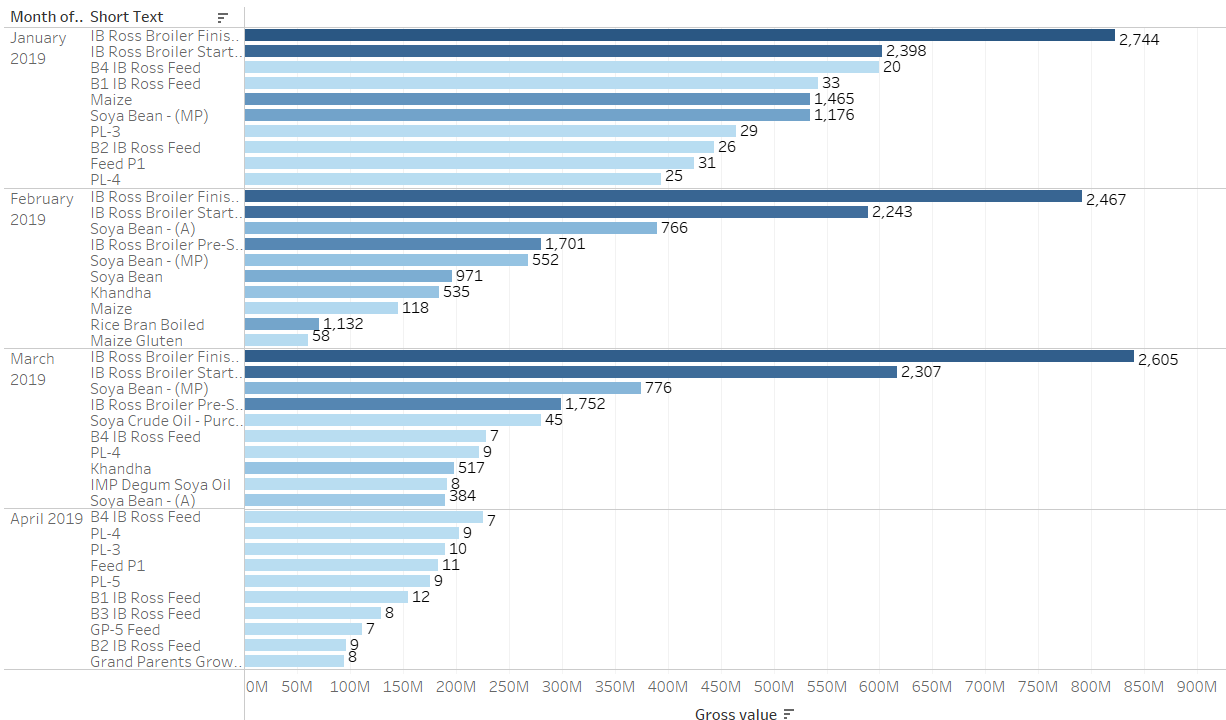 Month of.. Short Text
January 2019
IB Ross Broiler Finis.. 2,744
IB Ross Broiler Start.. 2,398
B4 IB Ross Feed 20
B1 IB Ross Feed 33
Maize 1,465
Soya Bean - (MP) 1,176
PL-3 29
B2 IB Ross Feed 26
Feed P1 31
PL-4 25
February 2019
IB Ross Broiler Finis.. 2,467
IB Ross Broiler Start.. 2,243
Soya Bean - (A) 766
IB Ross Broiler Pre-S.. 1,701
Soya Bean - (MP) 552
Soya Bean 971
Khandha 535
Maize 118
Rice Bran Boiled 1,132
Maize Gluten 58
March 2019
IB Ross Broiler Finis.. 2,605
IB Ross Broiler Start.. 2,307
Soya Bean - (MP) 776
IB Ross Broiler Pre-S.. 1,752
Soya Crude Oil - Purc.. 45
B4 IB Ross Feed 7
PL-4 9
Khandha 517
IMP Degum Soya Oil 8
Soya Bean - (A) 384
April 2019
B4 IB Ross Feed 7
PL-4 9
PL-3 10
Feed P1 11
PL-5 9
B1 IB Ross Feed 12
B3 IB Ross Feed 8
GP-5 Feed 7
B2 IB Ross Feed 9
Grand Parents Grow.. 8
0M 50M 100M 150M 200M 250M 300M 350M 400M 450M 500M 550M 600M 650M 700M 750M 800M 850M 900M
Gross value